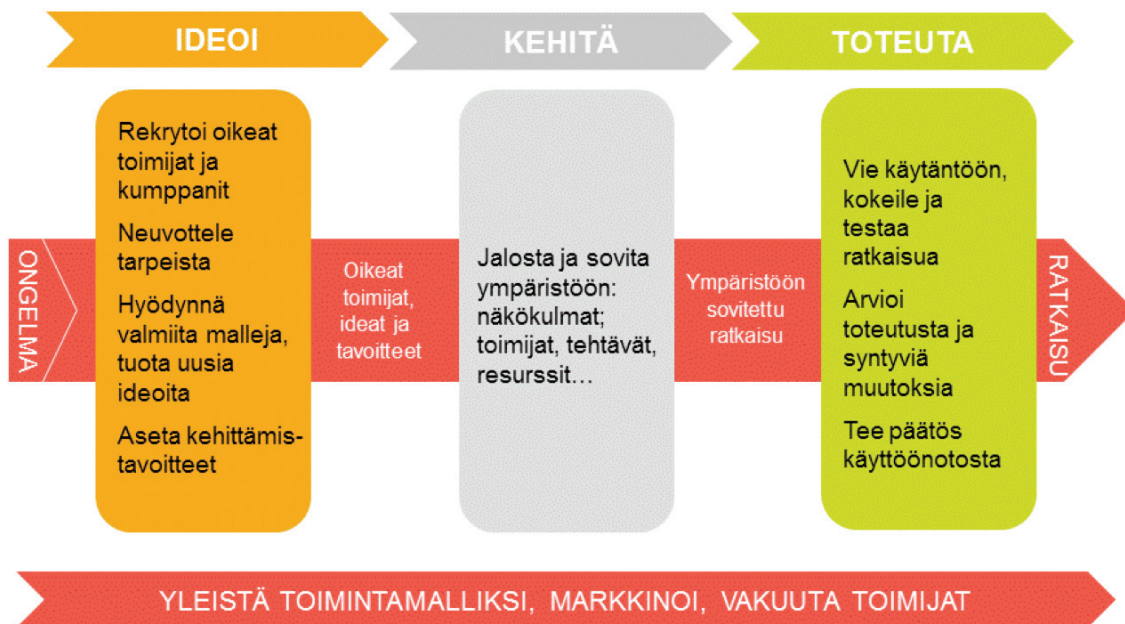 IDEOI
KEHITÄ
TOTEUTA
ONGELMA
Rekrytoi oikeat
toimijat ja
kumppanit
Neuvottele
tarpeista
Hyödynnä
valmiita malleja,
tuota uusia
ideoita
Aseta kehittämis-
tavoitteet
Oikeat
toimijat,
ideat ja
tavoitteet
Jalosta ja sovita
ympäristöön:
näkökulmat;
toimijat, tehtävät,
resurssit…
Ympäristöön
sovitettu
ratkaisu
Vie käytäntöön,
kokeile ja
testaa
ratkaisua
Arvioi
toteutusta ja
syntyviä
muutoksia
Tee päätös
käyttöönotosta
RATKAISU
YLEISTÄ TOIMINTAMALLIKSI, MARKKINOI, VAKUUTA TOIMIJAT